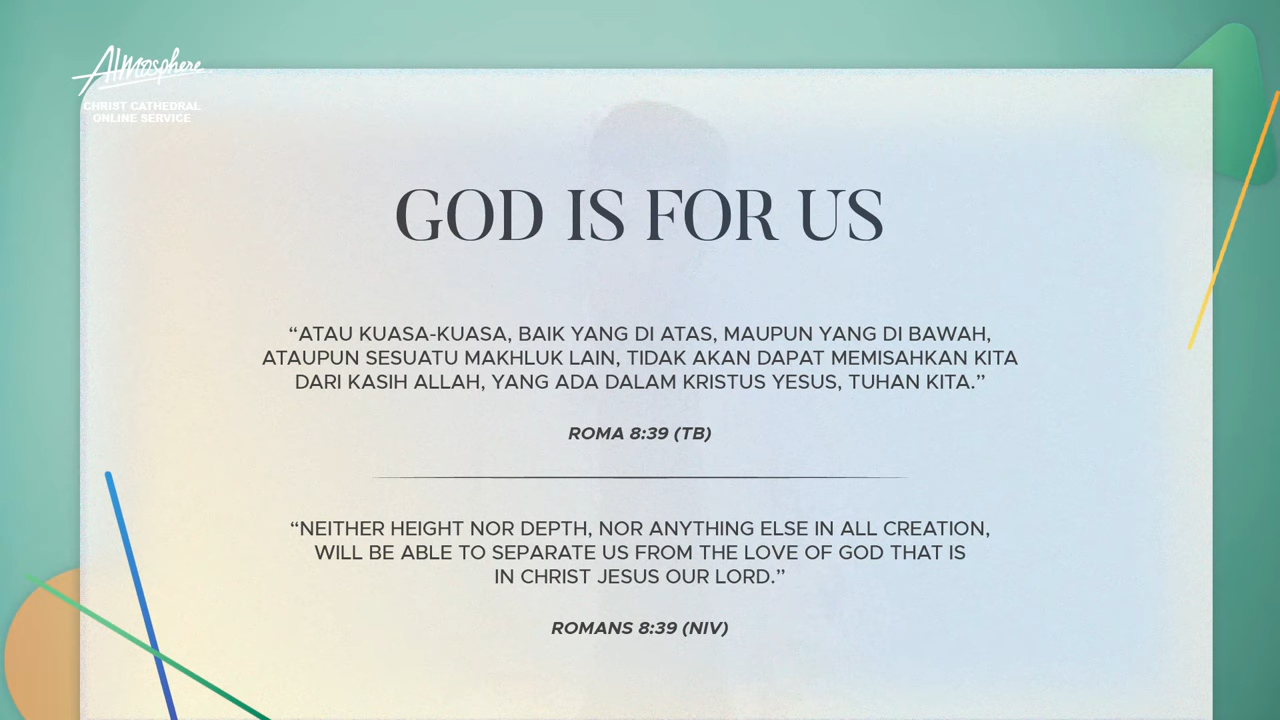 Atmosphere
CHRIST CATHEDRAL
ONLINE SERVICE
GOD IS FOR US
“ATAU KUASA-KUASA, BAIK YANG DI ATAS, MAUPUN YANG DI BAWAH,
ATAUPUN SESUATU MAKHLUK LAIN, TIDAK AKAN DAPAT MEMISAHKAN KITA
DARI KASIH ALLAH, YANG ADA DALAM KRISTUS YESUS, TUHAN KITA.”
ROMA 8:39 (TB)
“NEITHER HEIGHT NOR DEPTH, NOR ANYTHING ELSE IN ALL CREATION,
WILL BE ABLE TO SEPARATE US FROM THE LOVE OF GOD THAT IS
IN CHRIST JESUS OUR LORD.”
ROMANS 8:39 (NIV)